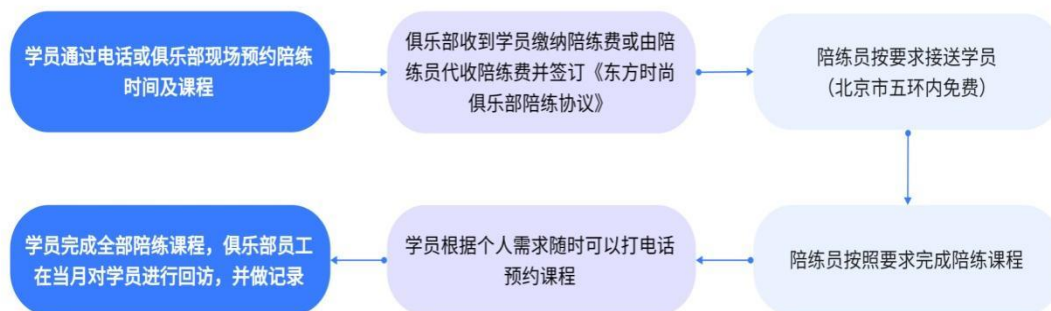 学员通过电话或俱乐部现场预约陪练
时间及课程
俱乐部收到学员缴纳陪练费或由陪
练员代收陪练费并签订《东方时尚
俱乐部陪练协议》
陪练员按要求接送学员
（北京市五环内免费）
陪练员按照要求完成陪练课程
学员根据个人需求随时可以打电话
预约课程
学员完成全部陪练课程，俱乐部员工
在当月对学员进行回访，并做记录